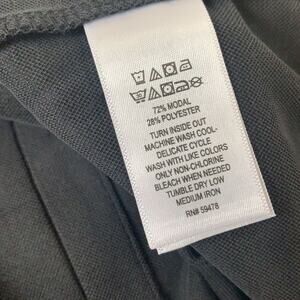 72% MODAL
28% POLYESTER
TURN INSIDE OUT
MACHINE WASH COOL-
DELICATE CYCLE
WASH WITH LIKE COLORS
ONLY NON-CHLORINE
BLEACH WHEN NEEDED
TUMBLE DRY LOW
MEDIUM IRON
RN# 59478